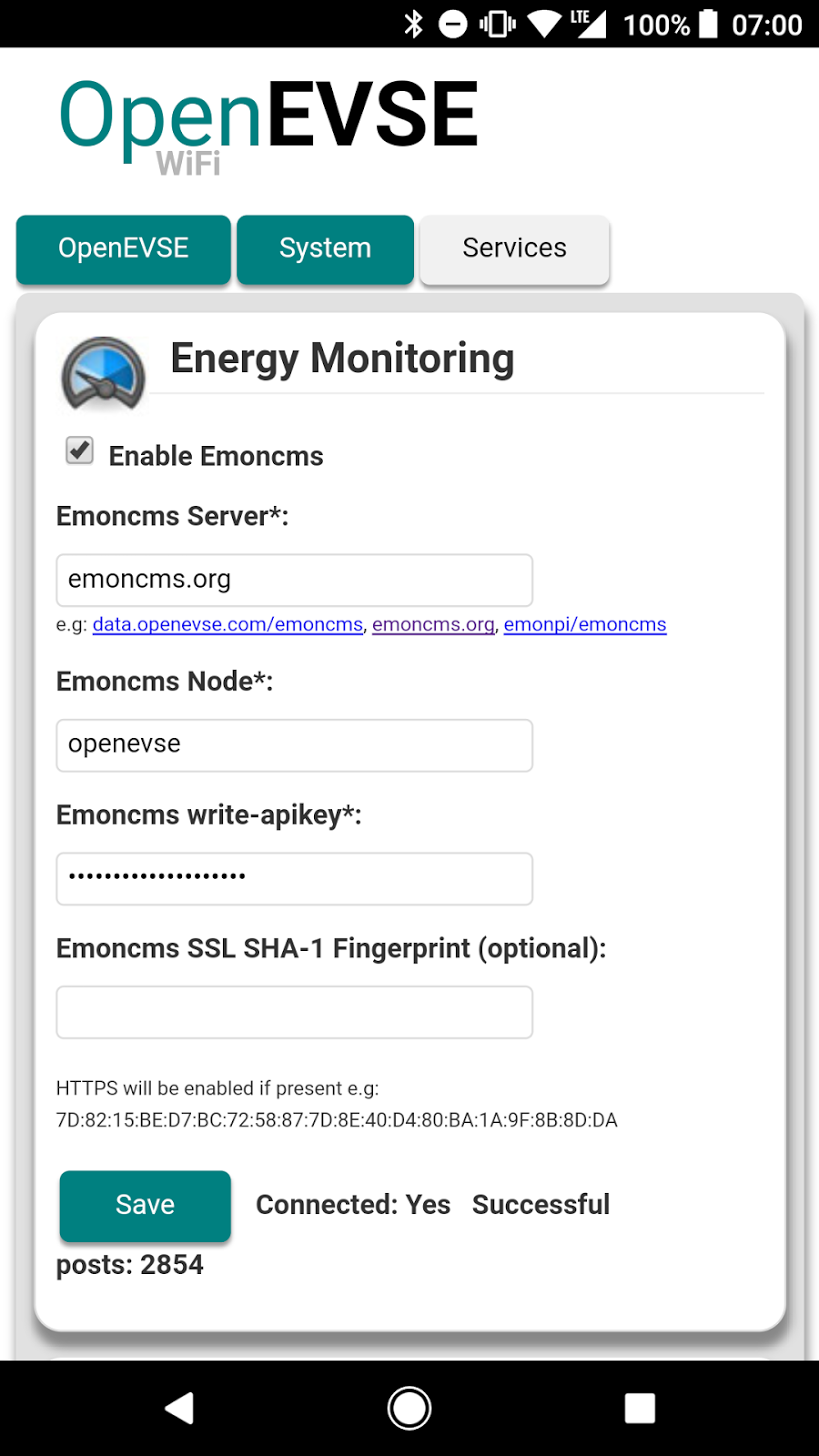 LTE 100% 07:00
OpenEVSE
WiFi
OpenEVSE System Services
Energy Monitoring
Enable Emoncms
Emoncms Server*:
emoncms.org
e.g: data.openevse.com/emoncms, emoncms.org, emonpi/emoncms
Emoncms Node*:
openevse
Emoncms write-apikey*:
••••••••••••••••••••
Emoncms SSL SHA-1 Fingerprint (optional):
HTTPS will be enabled if present e.g:
7D:82:15:BE:D7:BC:72:58:87:7D:8E:40:D4:80:BA:1A:9F:8B:8D:DA
Save Connected: Yes Successful
posts: 2854